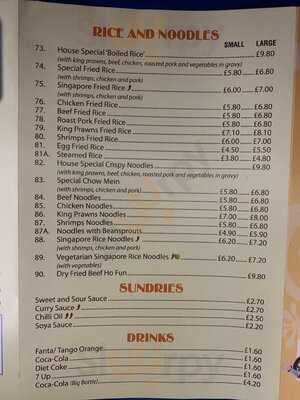 RICE AND NOODLES
SMALL LARGE
73. House Special 'Boiled Rice' £9.80
(with king prawns, beef, chicken, roasted pork and vegetables in gravy)
74. Special Fried Rice £5.80 £6.80
(with shrimps, chicken and pork)
75. Singapore Fried Rice £6.00 £7.00
(with shrimps, chicken and pork)
76. Chicken Fried Rice £5.80 £6.80
77. Beef Fried Rice £5.80 £6.80
78. Roast Pork Fried Rice £5.80 £6.80
79. King Prawns Fried Rice £7.10 £8.10
80. Shrimps Fried Rice £6.00 £7.00
81. Egg Fried Rice £4.50 £5.50
81A. Steamed Rice £3.80 £4.80
82. House Special Crispy Noodles £9.80
(with king prawns, beef, chicken, roasted pork and vegetables in gravy)
83. Special Chow Mein £5.80 £6.80
(with shrimps, chicken and pork)
84. Beef Noodles £5.80 £6.80
85. Chicken Noodles £5.80 £6.80
86. King Prawns Noodles £7.00 £8.00
87. Shrimps Noodles £5.80 £6.80
87A. Noodles with Beansprouts £4.90 £5.90
88. Singapore Rice Noodles £6.20 £7.20
(with shrimps, chicken and pork)
89. Vegetarian Singapore Rice Noodles £6.20 £7.20
(with vegetables)
90. Dry Fried Beef Ho Fun £9.80
SUNDRIES
Sweet and Sour Sauce £2.70
Curry Sauce £2.70
Chilli Oil £2.50
Soya Sauce £2.20
DRINKS
Fanta/ Tango Orange £1.60
Coca-Cola £1.60
Diet Coke £1.60
7 Up £1.60
Coca-Cola (Big Bottle) £4.20